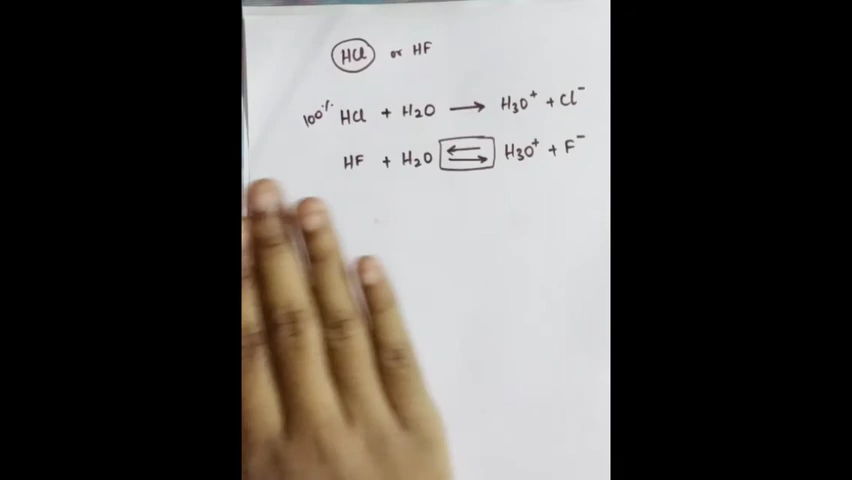 HCl or HF
100% HCl + H2O ⟶ H3O+ + Cl-
HF + H2O ⇌ H3O+ + F-